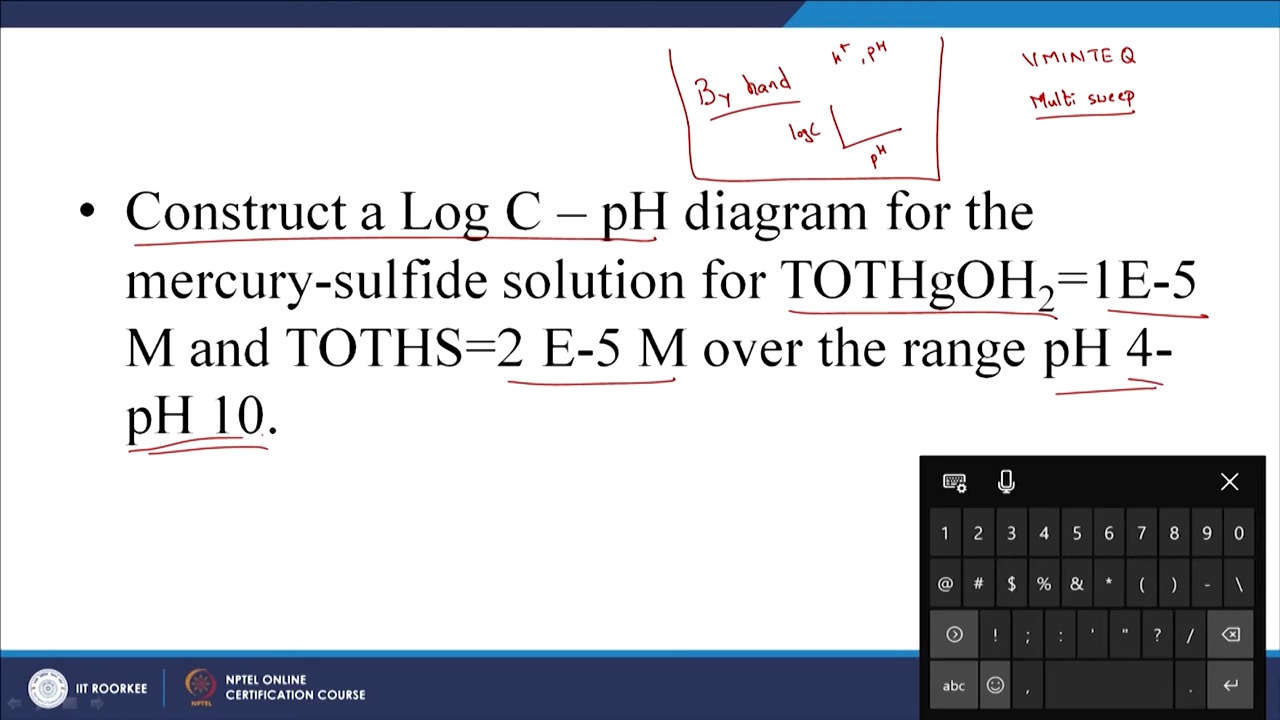 H⁺, pH
VMINTEQ
By hand
Multi sweep
log C
pH
• Construct a Log C – pH diagram for the
mercury-sulfide solution for TOTHgOH₂=1E-5
M and TOTHS=2 E-5 M over the range pH 4-
pH 10.
1 2 3 4 5 6 7 8 9 0
@ # $ % & * ( ) - \
! ; : ' " ? /
abc , .
IIT ROORKEE
NPTEL
NPTEL ONLINE
CERTIFICATION COURSE